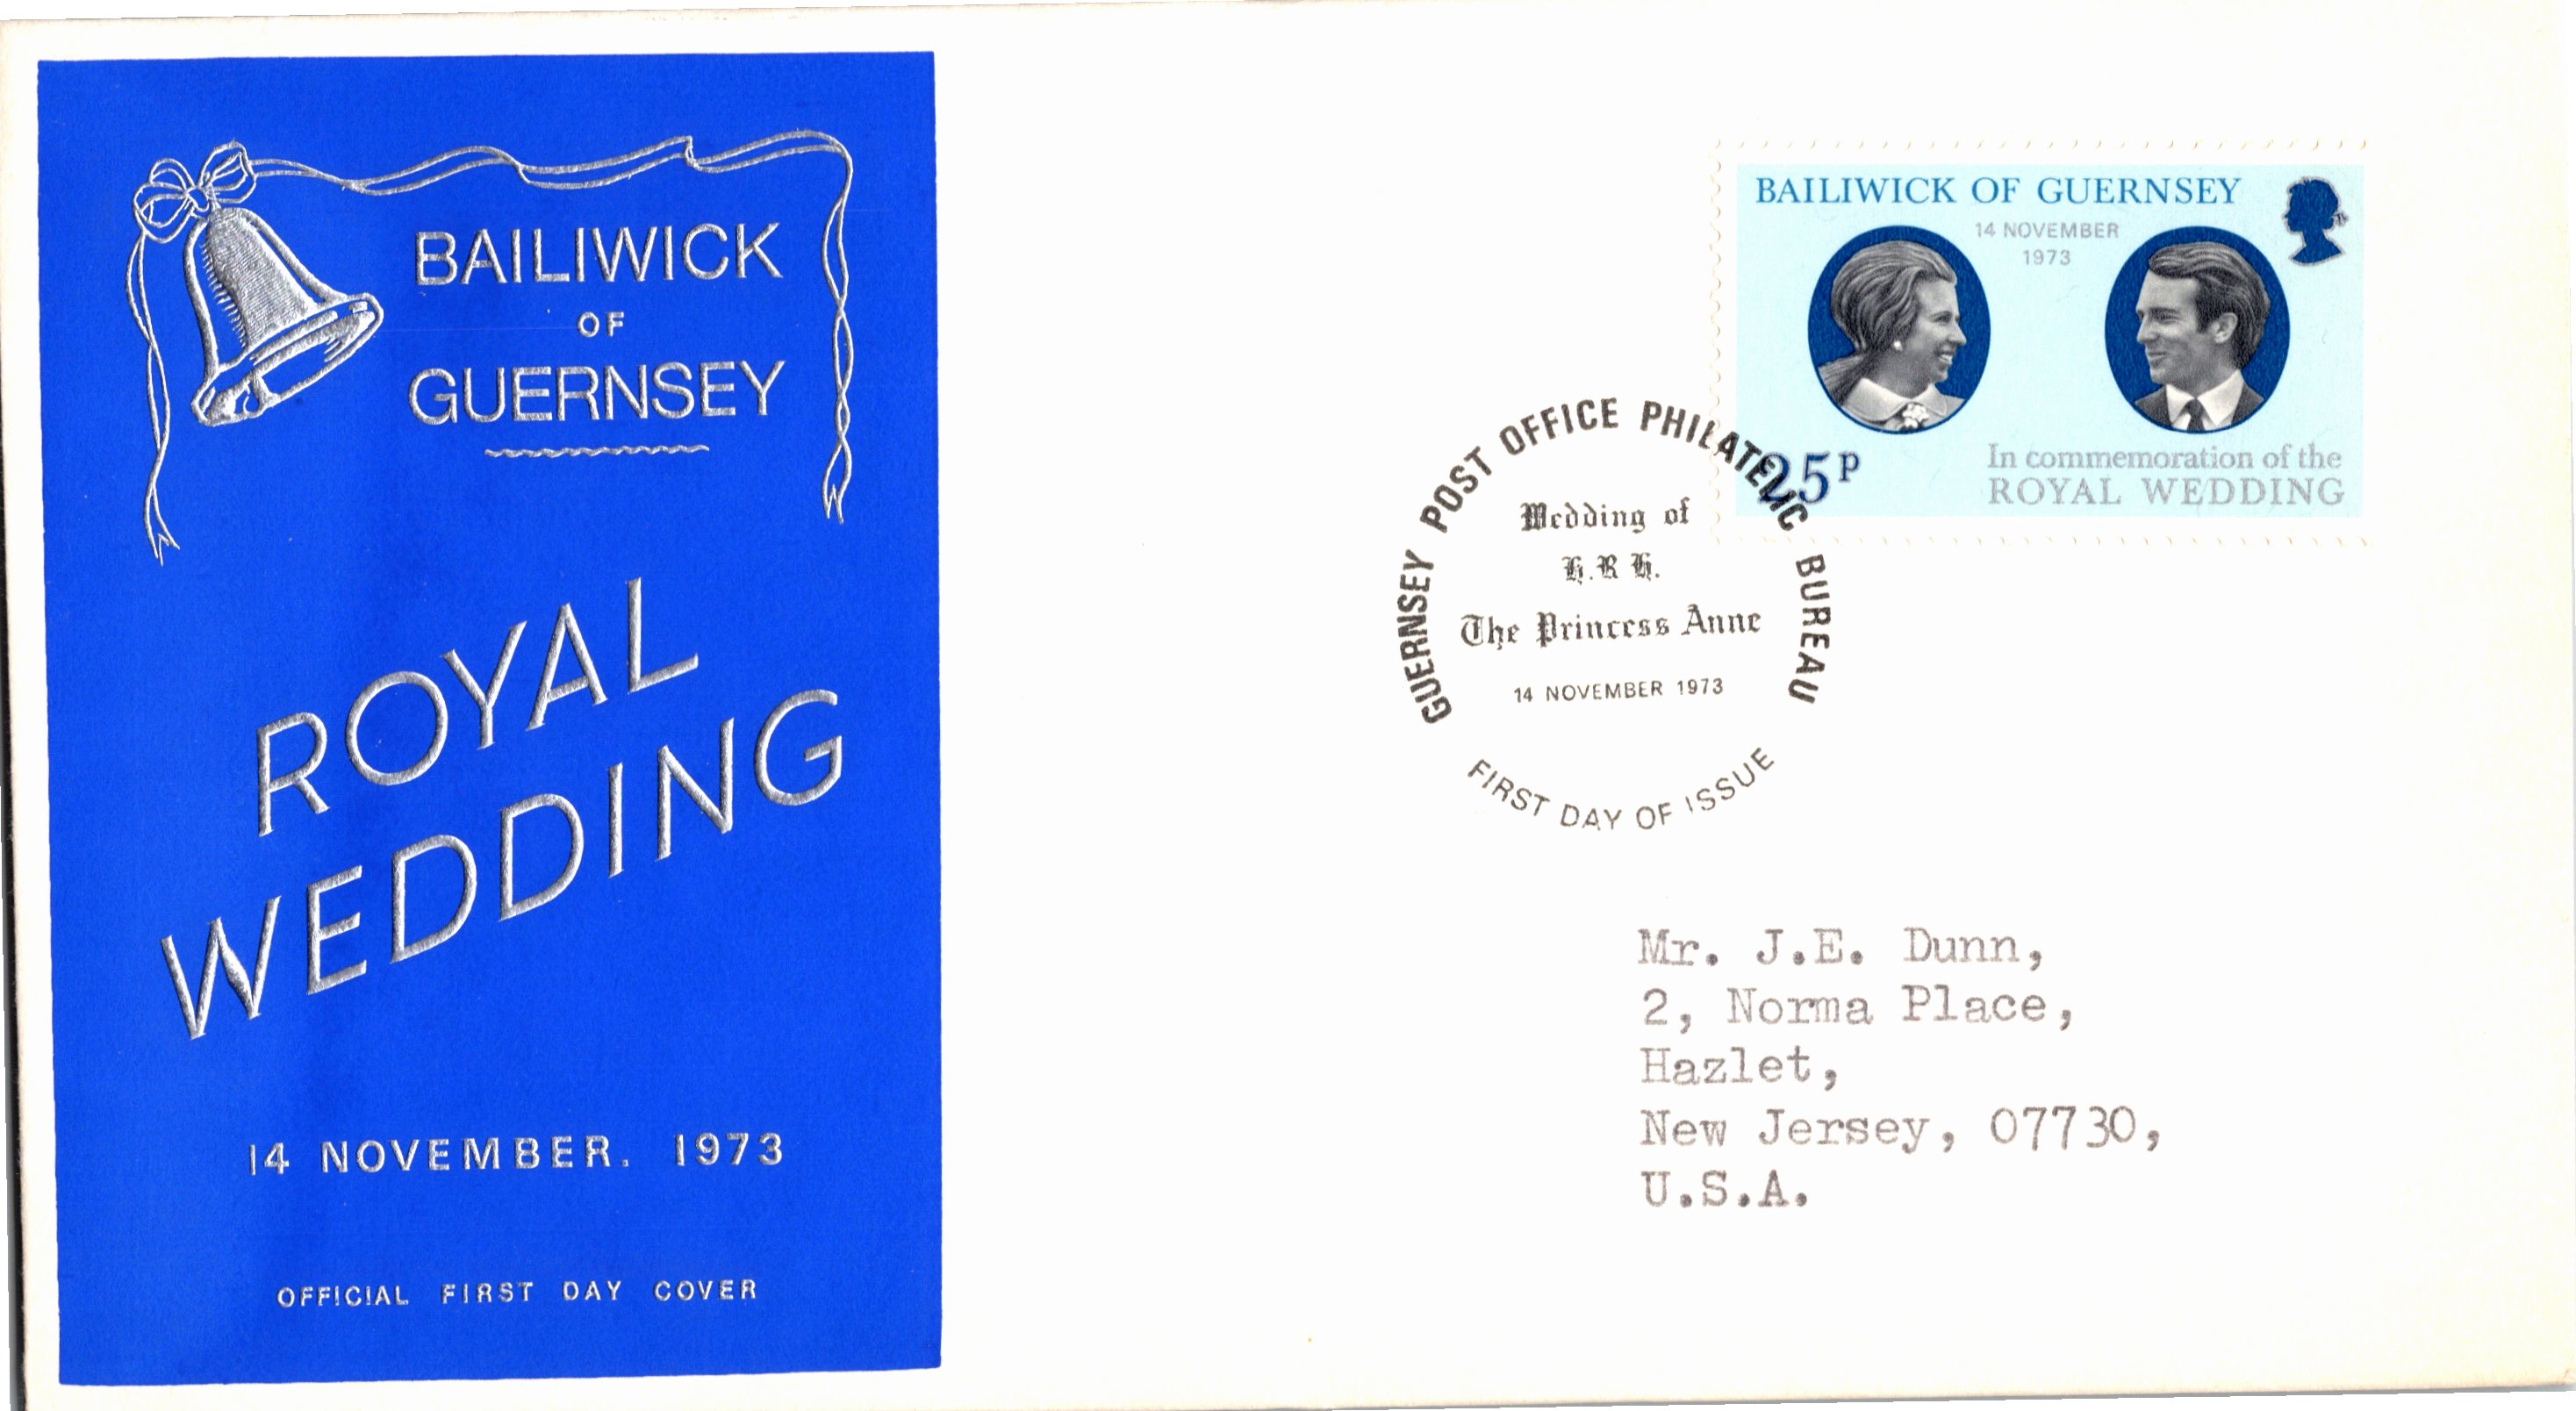 BAILIWICK
OF
GUERNSEY
ROYAL
WEDDING
14 NOVEMBER. 1973
OFFICIAL FIRST DAY COVER
BAILIWICK OF GUERNSEY
14 NOVEMBER
1973
25P
In commemoration of the
ROYAL WEDDING
GUERNSEY POST OFFICE PHILATELIC BUREAU
Wedding of
H.R H.
The Princess Anne
14 NOVEMBER 1973
FIRST DAY OF ISSUE
Mr. J.E. Dunn,
2, Norma Place,
Hazlet,
New Jersey, 07730,
U.S.A.